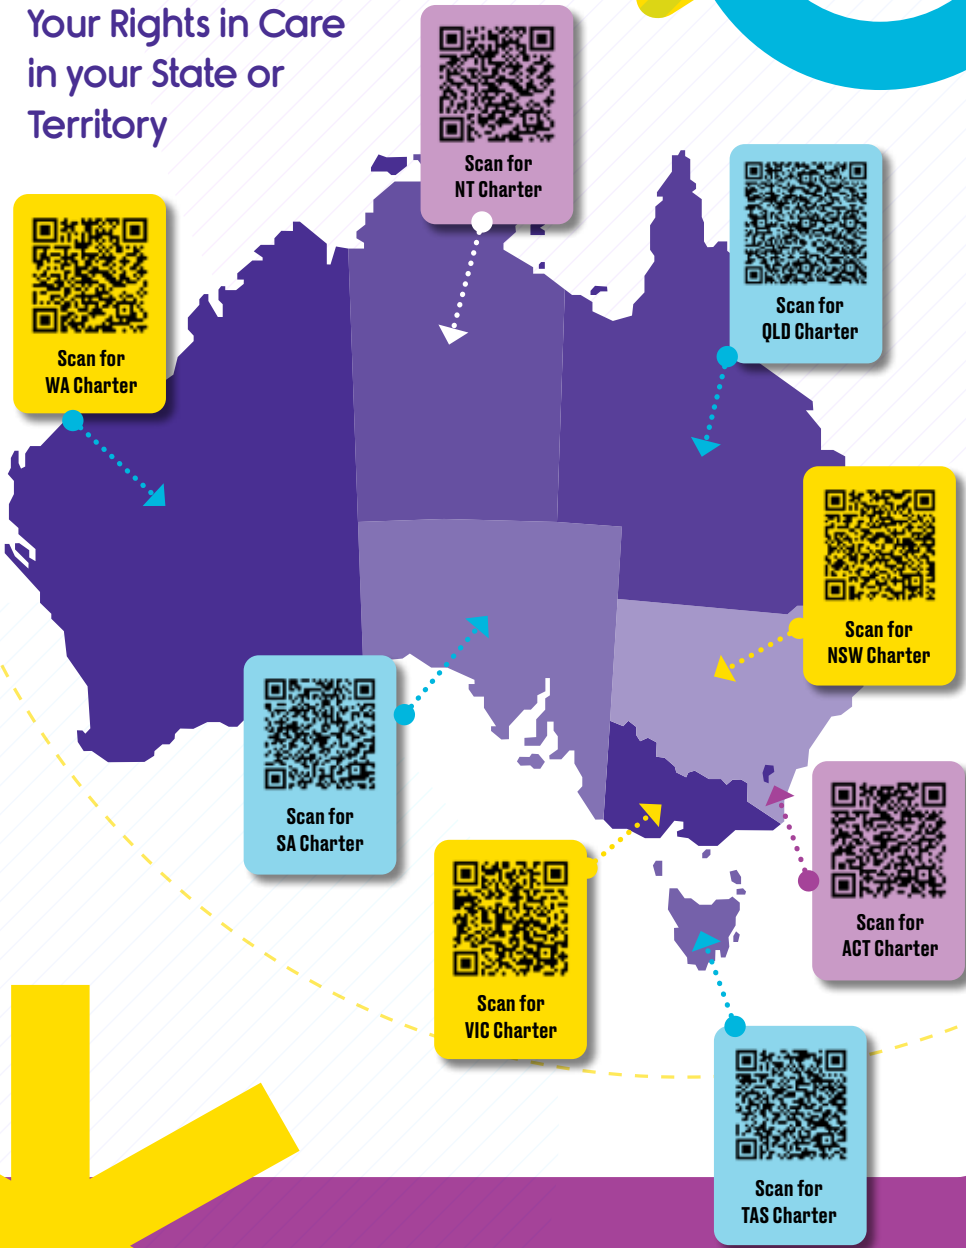 Your Rights in Care
in your State or
Territory
Scan for
NT Charter
Scan for
QLD Charter
Scan for
WA Charter
Scan for
NSW Charter
Scan for
SA Charter
Scan for
ACT Charter
Scan for
VIC Charter
Scan for
TAS Charter